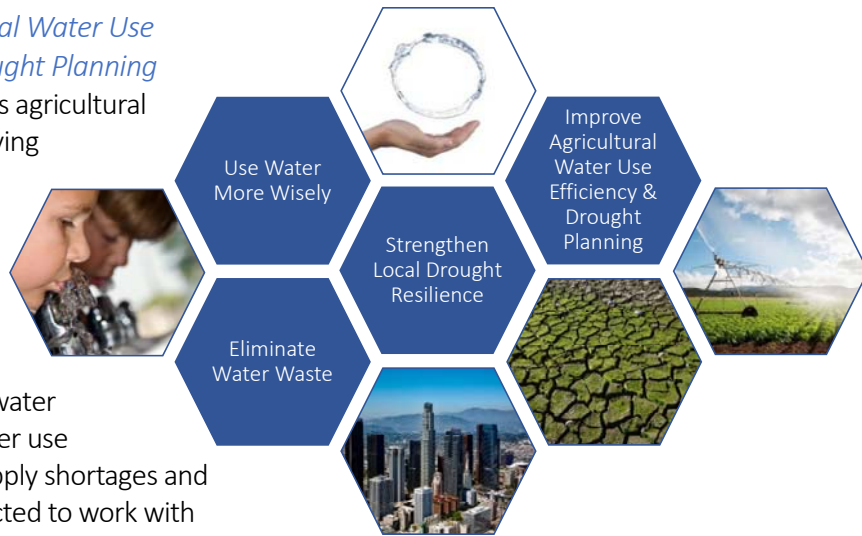 al Water Use
ught Planning
s agricultural
ving
water
er use
pply shortages and
cted to work with
Use Water
More Wisely
Improve
Agricultural
Water Use
Efficiency &
Drought
Planning
Strengthen
Local Drought
Resilience
Eliminate
Water Waste